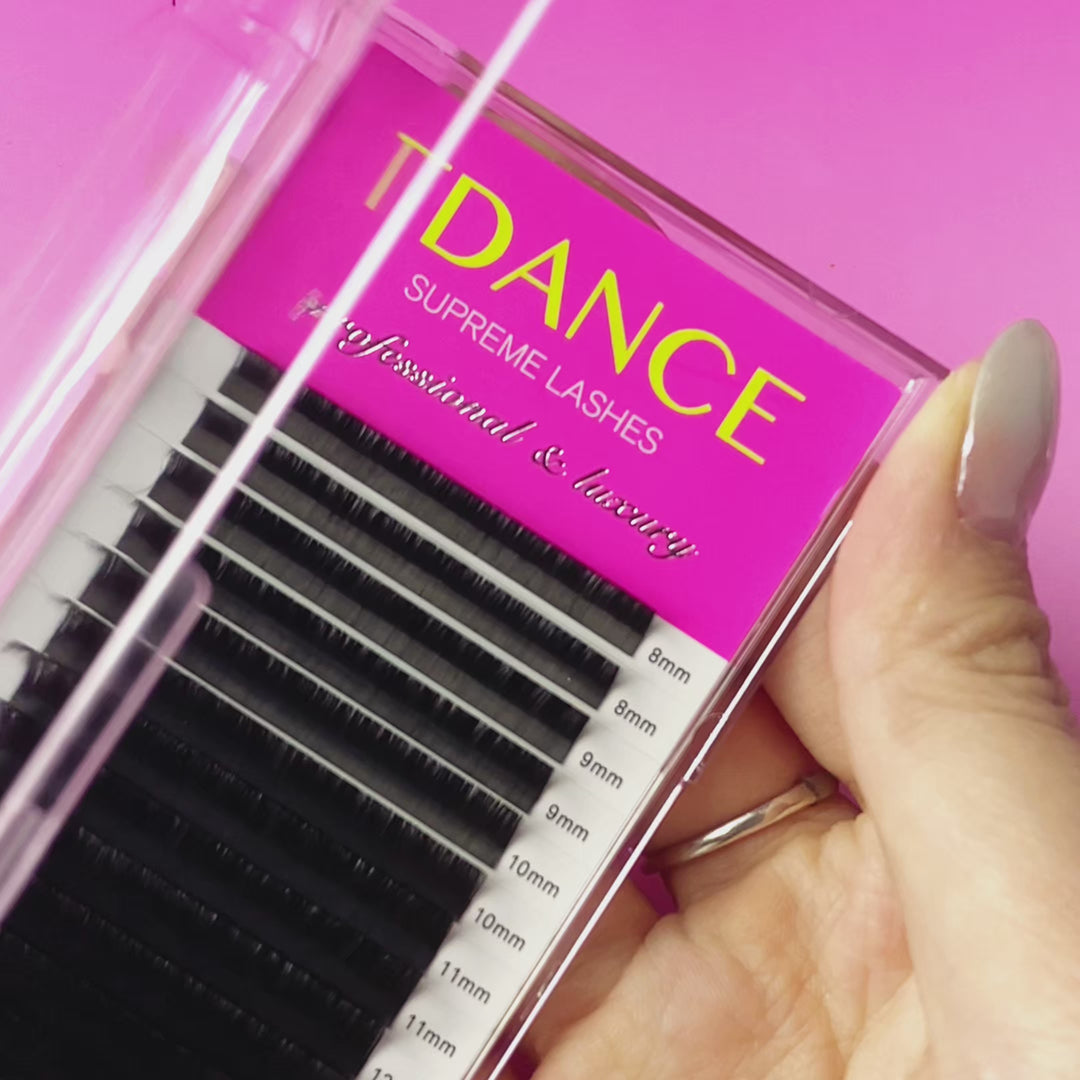 TDANCE
SUPREME LASHES
professional & luxury
8mm
8mm
9mm
9mm
10mm
10mm
11mm
11mm